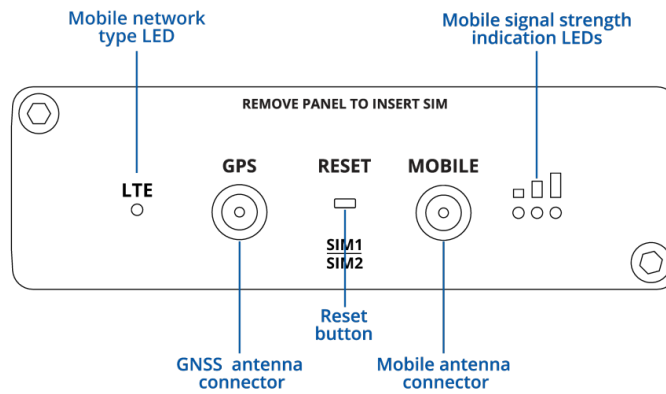 Mobile network
type LED
Mobile signal strength
indication LEDs
REMOVE PANEL TO INSERT SIM
GPS
RESET
MOBILE
LTE
SIM1
SIM2
Reset
button
GNSS antenna
connector
Mobile antenna
connector